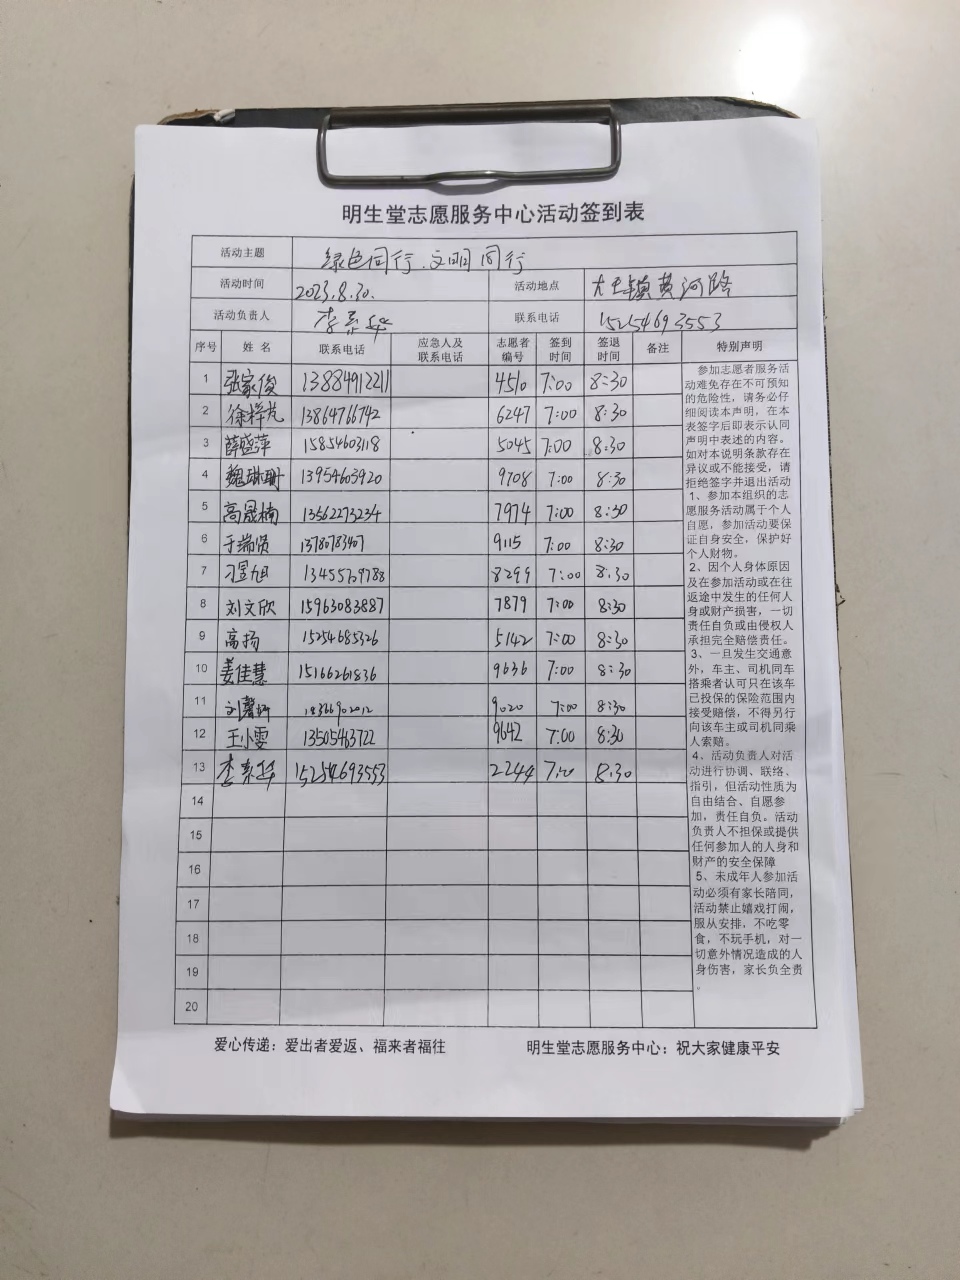 明生堂志愿服务中心活动签到表
活动主题 绿色同行.文明同行
活动时间 2023.8.30. 活动地点 大王镇黄河路
活动负责人 李素华 联系电话 15254693553
序号 姓名 联系电话 应急人及联系电话 志愿者编号 签到时间 签退时间 备注 特别声明
1 张家俊 13884912211 4510 7:00 8:30
2 徐梓芃 13864766742 6247 7:00 8:30
3 薛盛萍 15854603118 5045 7:00 8:30
4 魏琳珊 13954603920 9708 7:00 8:30
5 高晟楠 13562273234 7974 7:00 8:30
6 于瑞贤 1378783407 9115 7:00 8:30
7 刁昱旭 13455739788 8299 7:00 8:30
8 刘文欣 15963083887 7879 7:00 8:30
9 高扬 15254685326 5142 7:00 8:30
10 姜佳慧 15166261836 9636 7:00 8:30
11 刘馨 18366902012 9020 7:00 8:30
12 王小雯 13505463722 9642 7:00 8:30
13 李素华 15254693553 2244 7:00 8:30
14
15
16
17
18
19
20
参加志愿者服务活
动难免存在不可预知
的危险性，请务必仔
细阅读本声明，在本
表签字后即表示认同
声明中表述的内容。
如对本说明条款存在
异议或不能接受，请
拒绝签字并退出活动
1、参加本组织的志
愿服务活动属于个人
自愿，参加活动要保
证自身安全，保护好
个人财物。
2、因个人身体原因
及在参加活动或在往
返途中发生的任何人
身或财产损害，一切
责任自负或由侵权人
承担完全赔偿责任。
3、一旦发生交通意
外，车主、司机同车
搭乘者认可只在该车
已投保的保险范围内
接受赔偿，不得另行
向该车主或司机同乘
人索赔。
4、活动负责人对活
动进行协调、联络、
指引，但活动性质为
自由结合、自愿参
加，责任自负。活动
负责人不担保或提供
任何参加人的人身和
财产的安全保障
5、未成年人参加活
动必须有家长陪同，
活动禁止嬉戏打闹，
服从安排，不吃零
食，不玩手机，对一
切意外情况造成的人
身伤害，家长负全责
。
爱心传递：爱出者爱返、福来者福往 明生堂志愿服务中心：祝大家健康平安